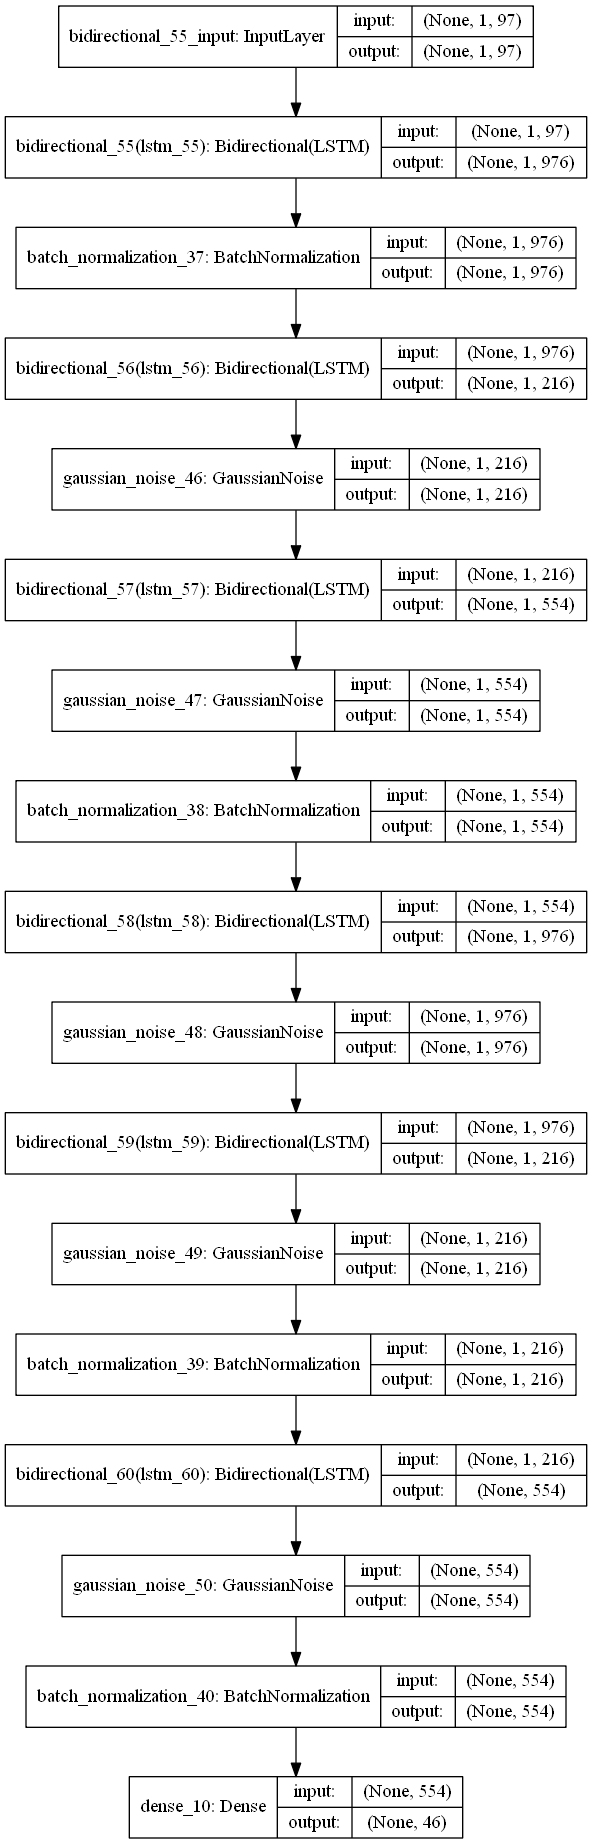 bidirectional_55_input: InputLayer
input: (None, 1, 97)
output: (None, 1, 97)
bidirectional_55(lstm_55): Bidirectional(LSTM)
input: (None, 1, 97)
output: (None, 1, 976)
batch_normalization_37: BatchNormalization
input: (None, 1, 976)
output: (None, 1, 976)
bidirectional_56(lstm_56): Bidirectional(LSTM)
input: (None, 1, 976)
output: (None, 1, 216)
gaussian_noise_46: GaussianNoise
input: (None, 1, 216)
output: (None, 1, 216)
bidirectional_57(lstm_57): Bidirectional(LSTM)
input: (None, 1, 216)
output: (None, 1, 554)
gaussian_noise_47: GaussianNoise
input: (None, 1, 554)
output: (None, 1, 554)
batch_normalization_38: BatchNormalization
input: (None, 1, 554)
output: (None, 1, 554)
bidirectional_58(lstm_58): Bidirectional(LSTM)
input: (None, 1, 554)
output: (None, 1, 976)
gaussian_noise_48: GaussianNoise
input: (None, 1, 976)
output: (None, 1, 976)
bidirectional_59(lstm_59): Bidirectional(LSTM)
input: (None, 1, 976)
output: (None, 1, 216)
gaussian_noise_49: GaussianNoise
input: (None, 1, 216)
output: (None, 1, 216)
batch_normalization_39: BatchNormalization
input: (None, 1, 216)
output: (None, 1, 216)
bidirectional_60(lstm_60): Bidirectional(LSTM)
input: (None, 1, 216)
output: (None, 554)
gaussian_noise_50: GaussianNoise
input: (None, 554)
output: (None, 554)
batch_normalization_40: BatchNormalization
input: (None, 554)
output: (None, 554)
dense_10: Dense
input: (None, 554)
output: (None, 46)